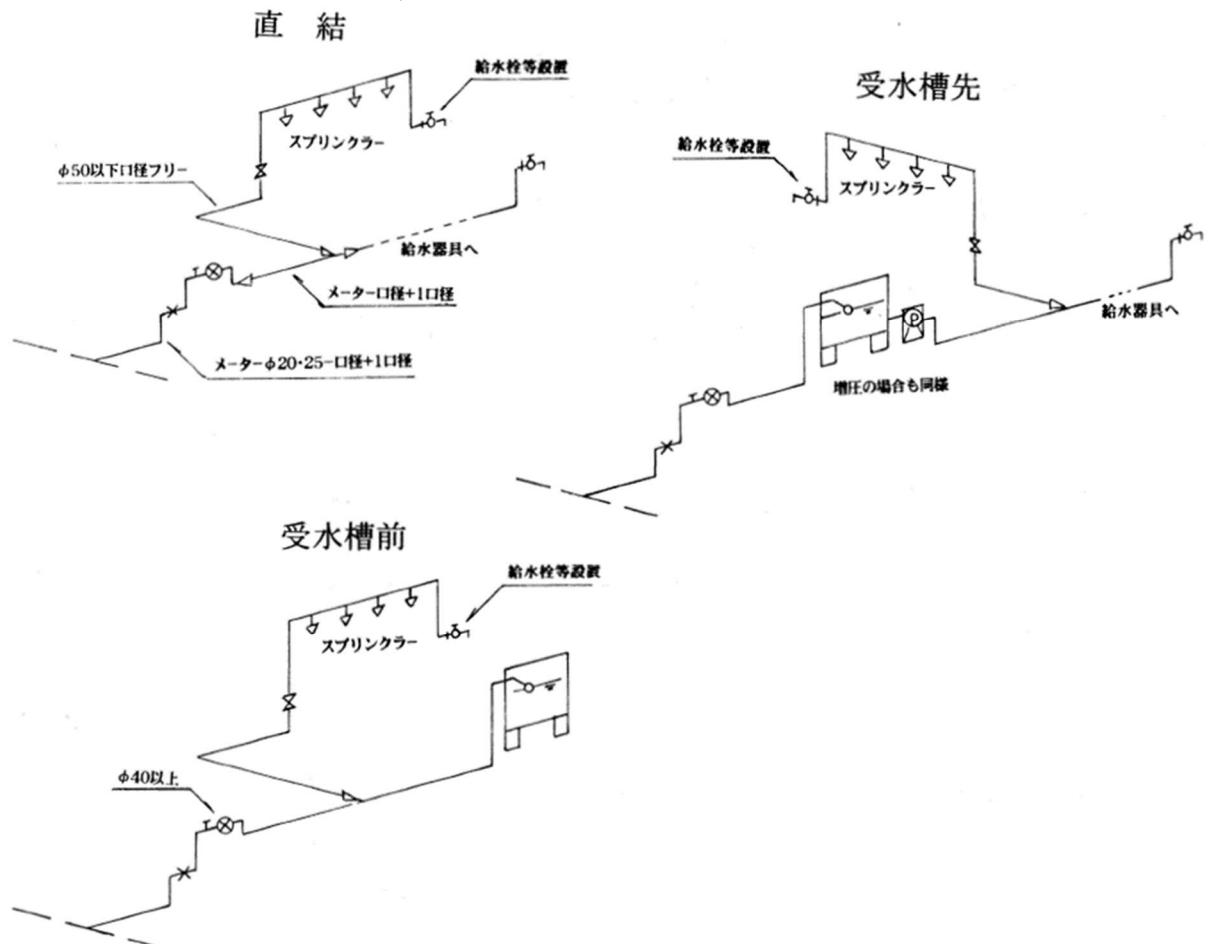 直 結
給水栓等設置
スプリンクラー
φ50以下口径フリー
給水器具へ
メーター口径+1口径
メーターφ20・25一口径+1口径
受水槽先
給水栓等設置
スプリンクラー
P
給水器具へ
増圧の場合も同様
受水槽前
給水栓等設置
スプリンクラー
φ40以上